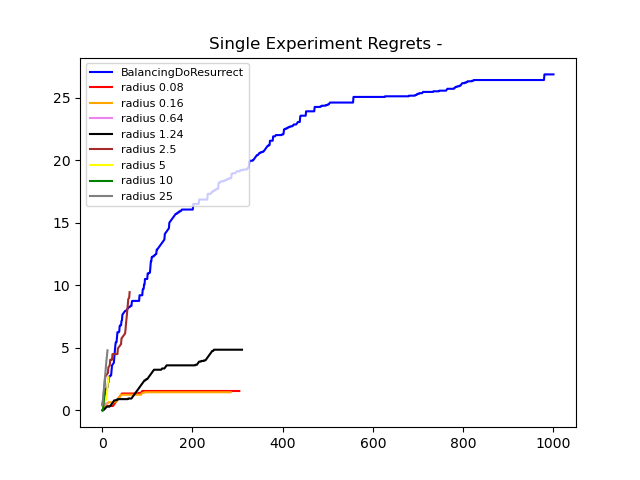 Single Experiment Regrets -
BalancingDoResurrect
radius 0.08
radius 0.16
radius 0.64
radius 1.24
radius 2.5
radius 5
radius 10
radius 25
25
20
15
10
5
0
0 200 400 600 800 1000